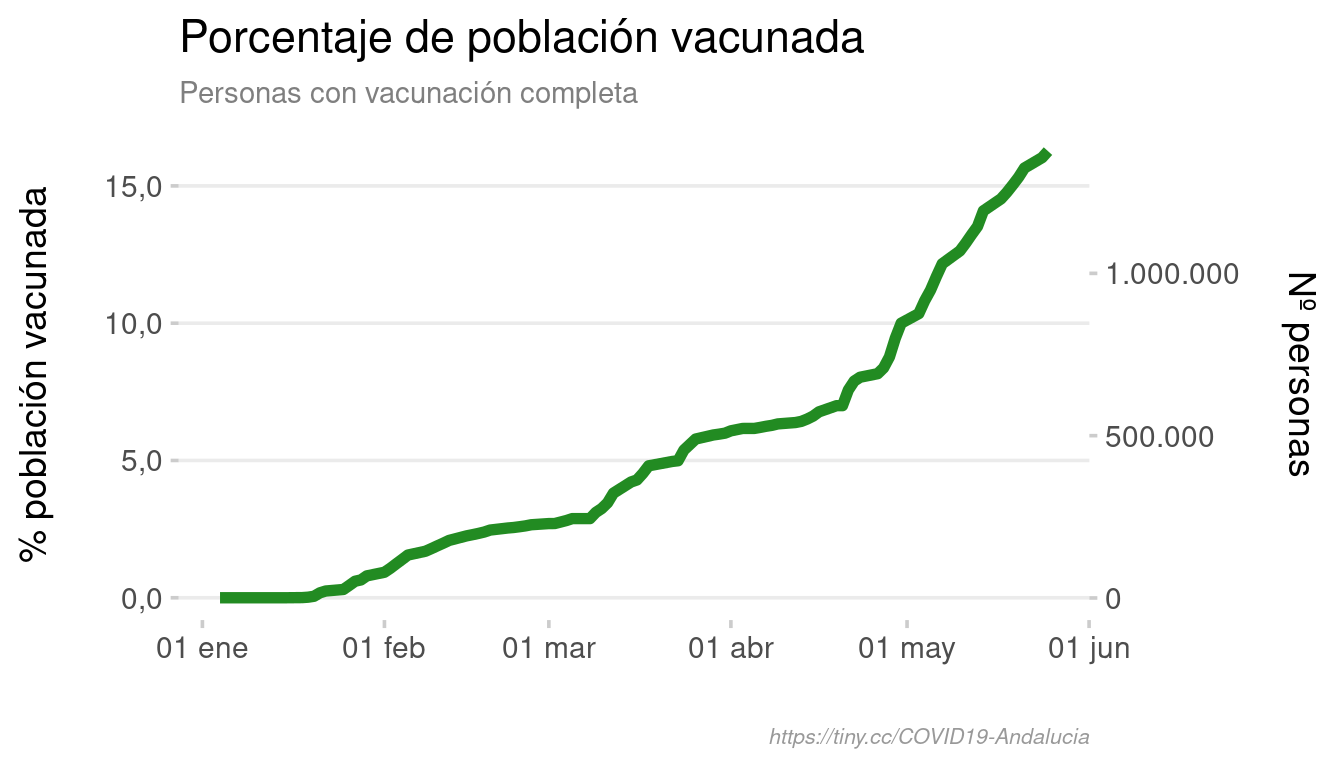 Porcentaje de población vacunada
Personas con vacunación completa
% población vacunada
15,0
10,0
5,0
0,0
1.000.000
500.000
0
Nº personas
01 ene
01 feb
01 mar
01 abr
01 may
01 jun
https://tiny.cc/COVID19-Andalucia